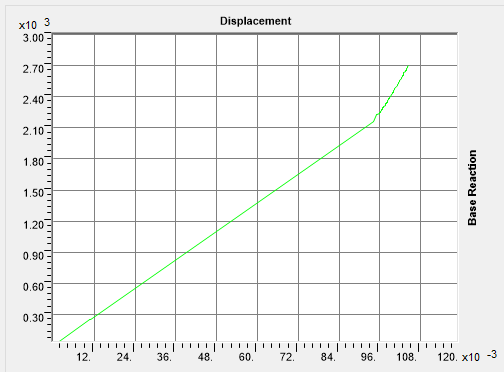 Displacement
x10 3
3.00
2.70
2.40
2.10
1.80
1.50
1.20
0.90
0.60
0.30
Base Reaction
12. 24. 36. 48. 60. 72. 84. 96. 108. 120. x10 -3